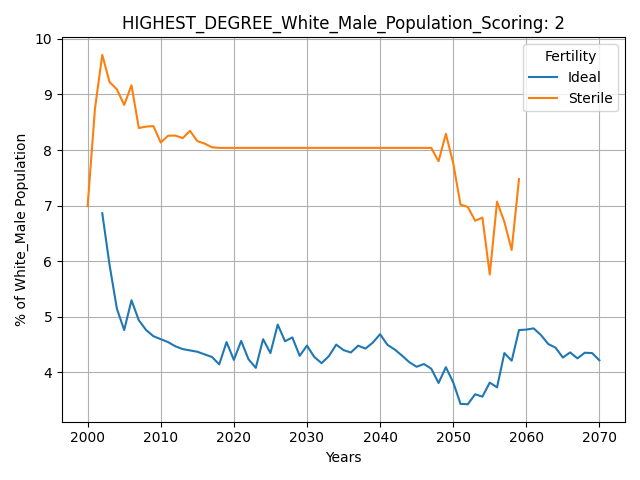 HIGHEST_DEGREE_White_Male_Population_Scoring: 2
Fertility
Ideal
Sterile
% of White_Male Population
10
9
8
7
6
5
4
2000 2010 2020 2030 2040 2050 2060 2070
Years